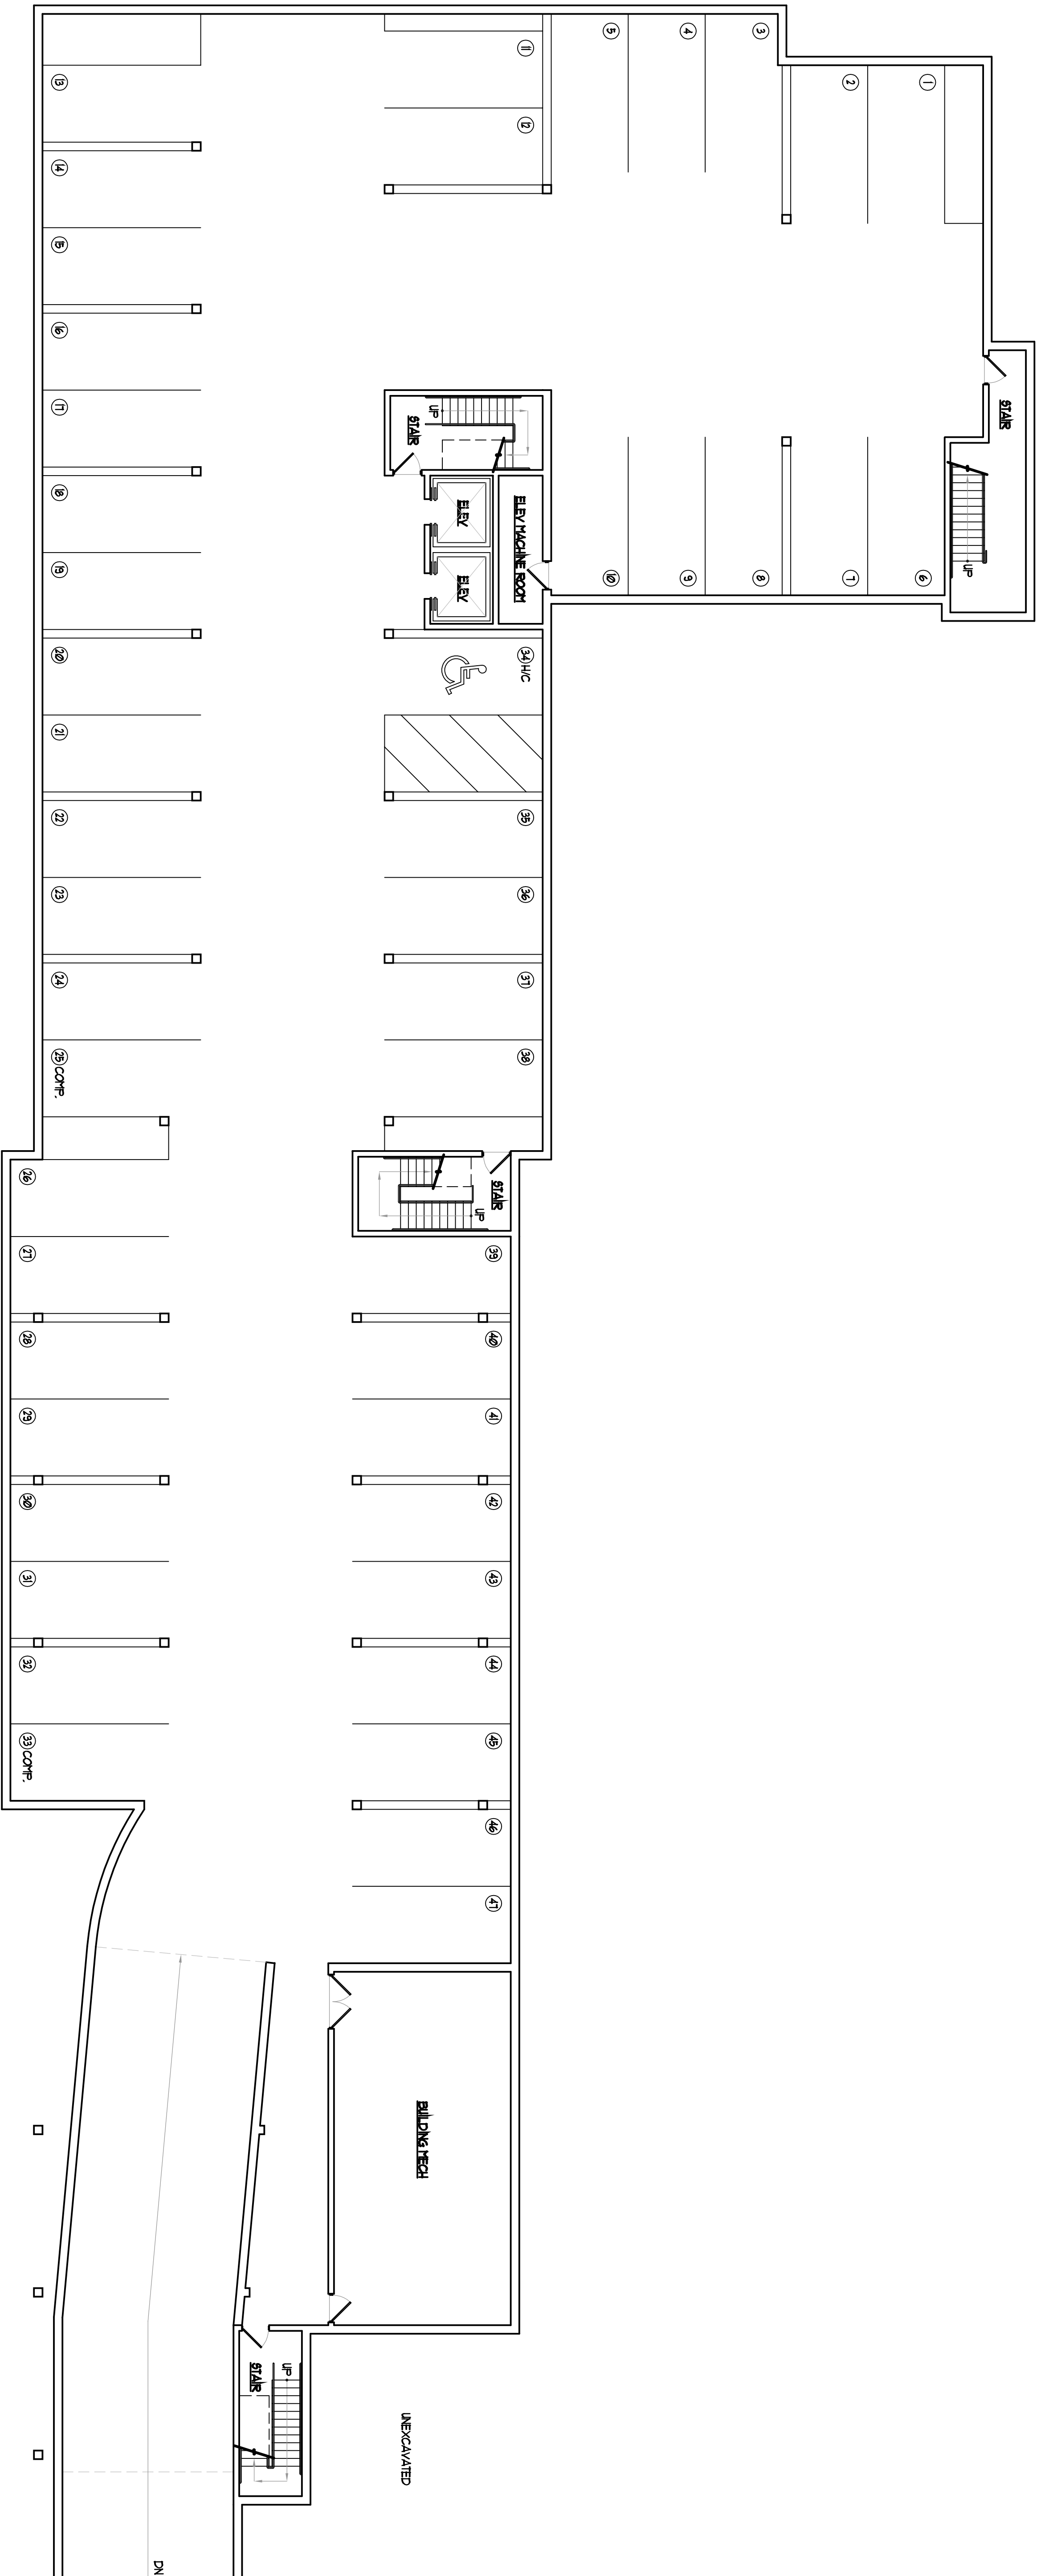 3
4
5
11
12
2
1
13
14
15
16
17
18
19
20
21
22
23
24
25 COMP.
STAIR
UP
STAIR
UP
ELEV
ELEV
ELEV MACHINE ROOM
10
9
8
7
6
34 H/C
35
36
37
38
STAIR
UP
26
27
28
29
30
31
32
33 COMP.
39
40
41
42
43
44
45
46
47
BUILDING MECH
STAIR
UP
UNEXCAVATED
DN